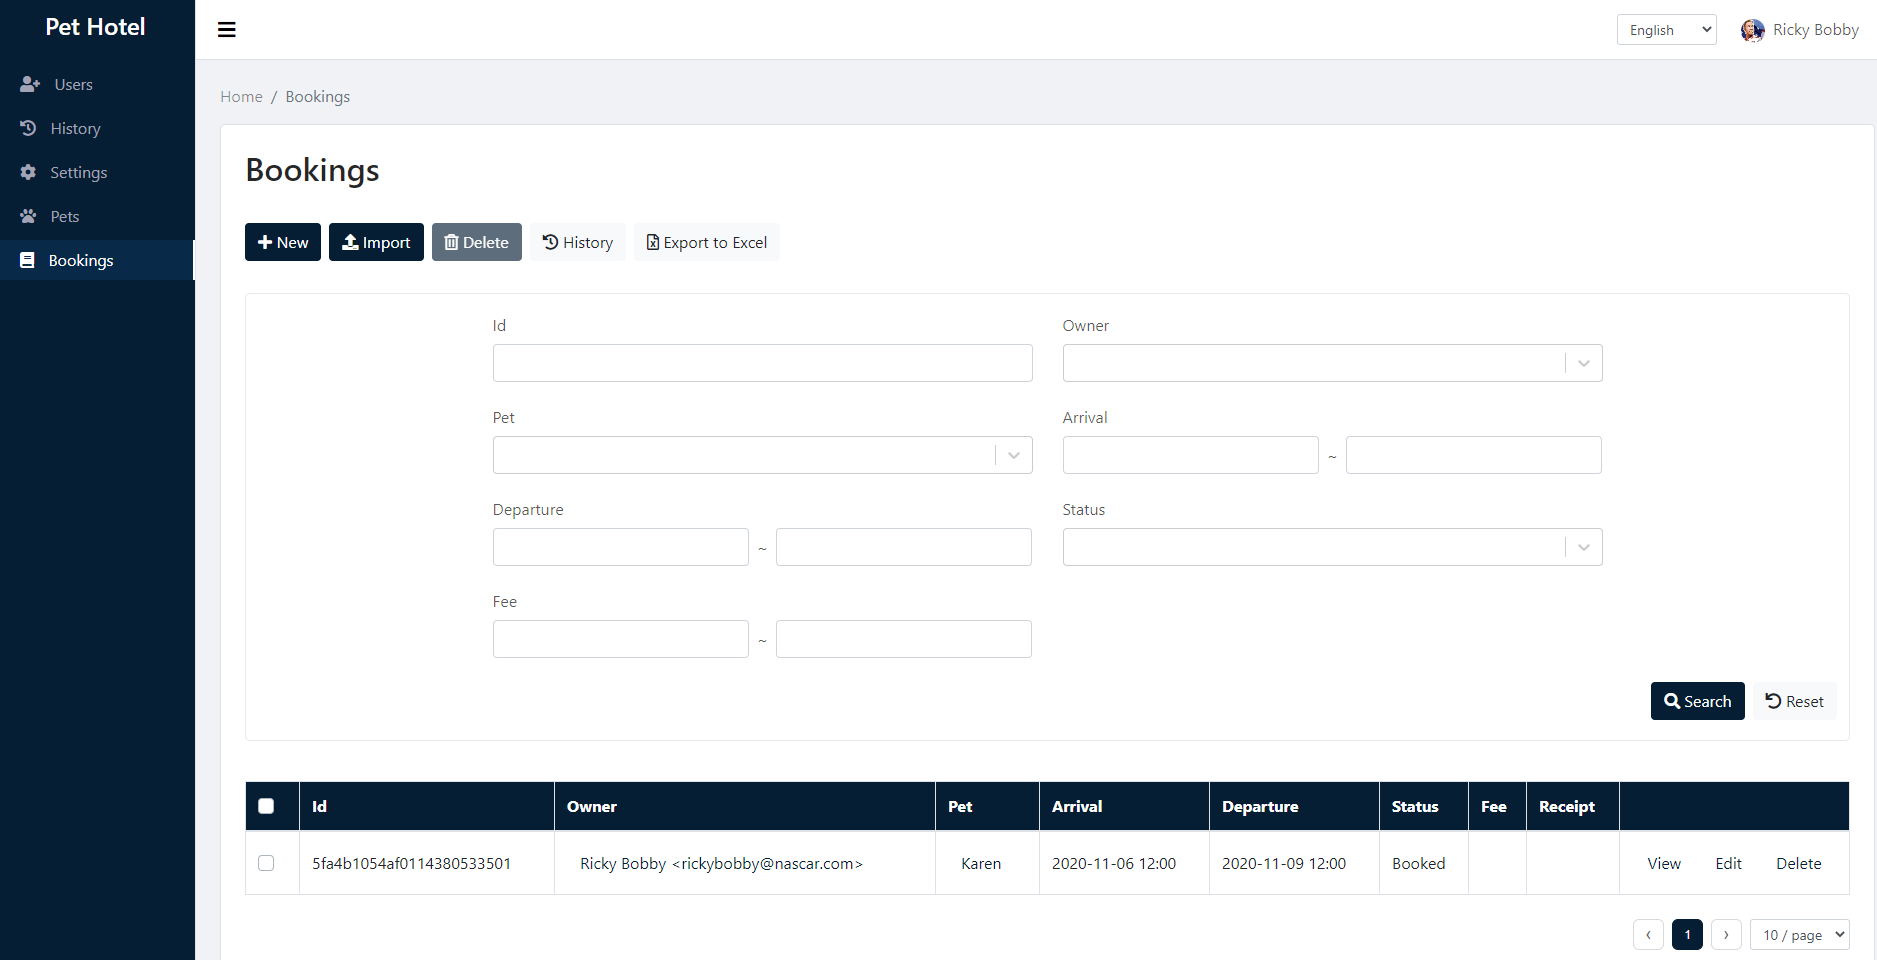 Pet Hotel
English
Ricky Bobby
Users
History
Settings
Pets
Bookings
Home / Bookings
Bookings
New
Import
Delete
History
Export to Excel
Id
Owner
Pet
Arrival
~
Departure
~
Status
Fee
~
Search
Reset
Id Owner Pet Arrival Departure Status Fee Receipt
5fa4b1054af0114380533501 Ricky Bobby <rickybobby@nascar.com> Karen 2020-11-06 12:00 2020-11-09 12:00 Booked View Edit Delete
‹ 1 › 10 / page